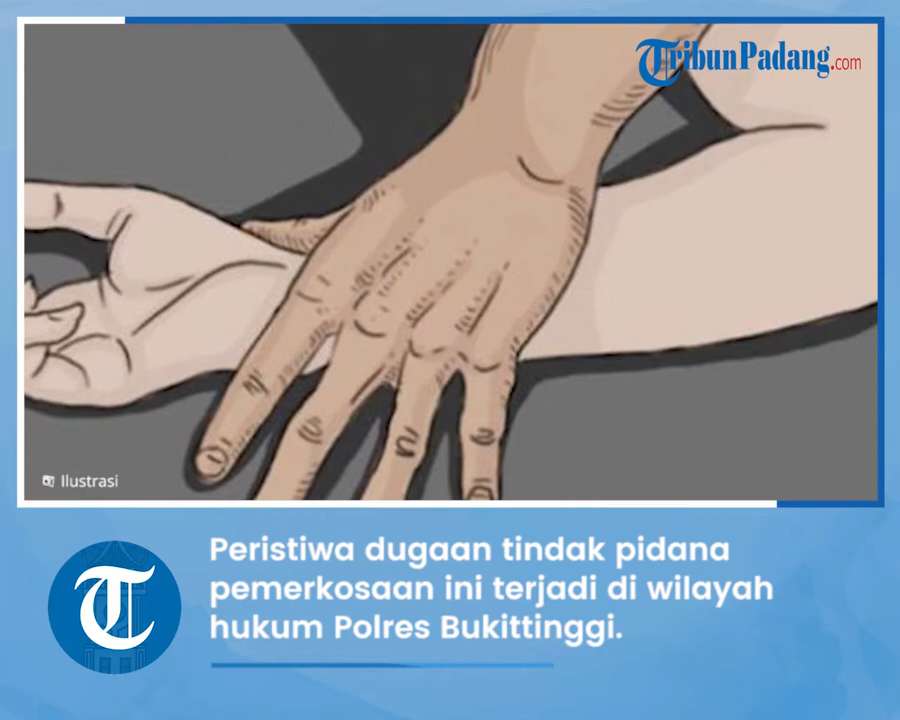 TribunPadang.com
Ilustrasi
Peristiwa dugaan tindak pidana
pemerkosaan ini terjadi di wilayah
hukum Polres Bukittinggi.
T